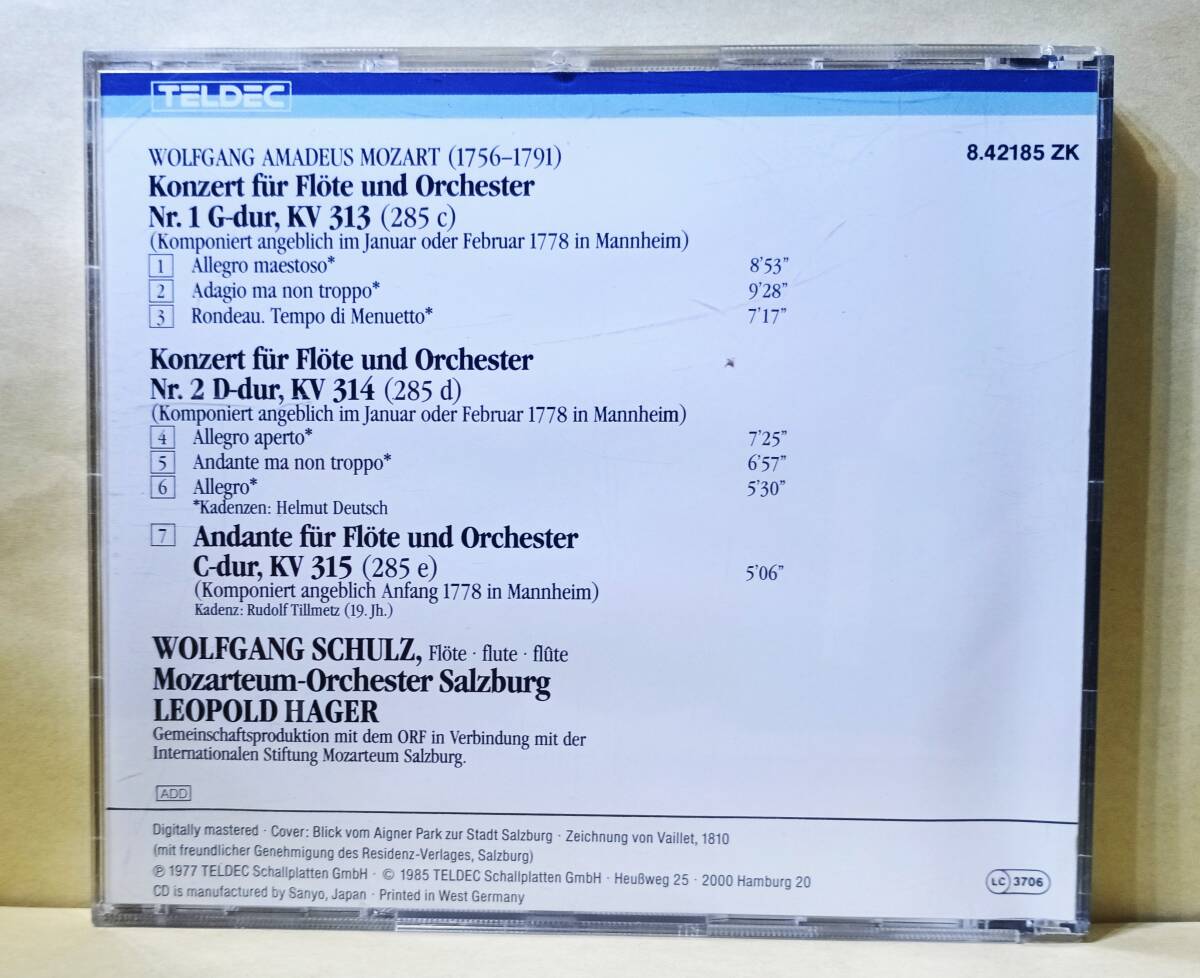 TELDEC
WOLFGANG AMADEUS MOZART (1756–1791)
8.42185 ZK
Konzert für Flöte und Orchester
Nr. 1 G-dur, KV 313 (285 c)
(Komponiert angeblich im Januar oder Februar 1778 in Mannheim)
1 Allegro maestoso* 8’53”
2 Adagio ma non troppo* 9’28”
3 Rondeau. Tempo di Menuetto* 7’17”
Konzert für Flöte und Orchester
Nr. 2 D-dur, KV 314 (285 d)
(Komponiert angeblich im Januar oder Februar 1778 in Mannheim)
4 Allegro aperto* 7’25”
5 Andante ma non troppo* 6’57”
6 Allegro* 5’30”
*Kadenzen: Helmut Deutsch
7 Andante für Flöte und Orchester
C-dur, KV 315 (285 e) 5’06”
(Komponiert angeblich Anfang 1778 in Mannheim)
Kadenz: Rudolf Tillmetz (19. Jh.)
WOLFGANG SCHULZ, Flöte · flute · flûte
Mozarteum-Orchester Salzburg
LEOPOLD HAGER
Gemeinschaftsproduktion mit dem ORF in Verbindung mit der
Internationalen Stiftung Mozarteum Salzburg.
ADD
Digitally mastered · Cover: Blick vom Aigner Park zur Stadt Salzburg · Zeichnung von Vaillet, 1810
(mit freundlicher Genehmigung des Residenz-Verlages, Salzburg)
℗ 1977 TELDEC Schallplatten GmbH · © 1985 TELDEC Schallplatten GmbH · Heußweg 25 · 2000 Hamburg 20
CD is manufactured by Sanyo, Japan · Printed in West Germany
LC 3706